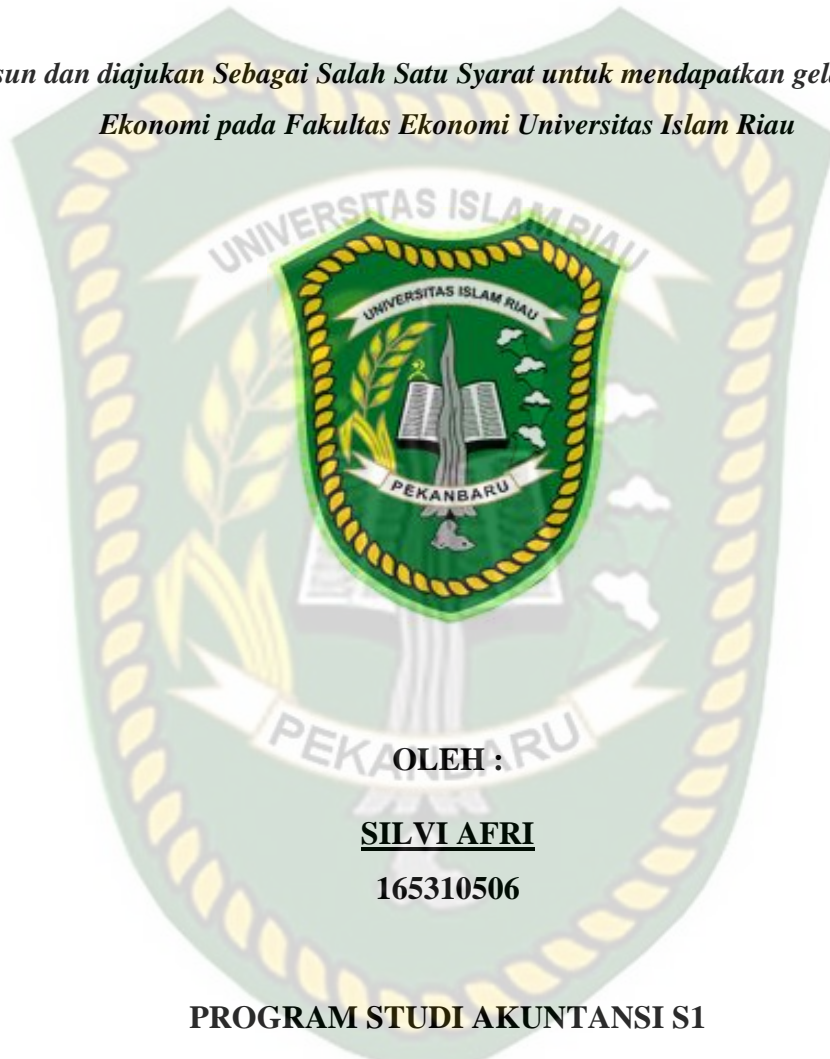 dan diajukan Sebagai Salah Satu Syarat untuk mendapatkan
Ekonomi pada Fakultas Ekonomi Universitas Islam Riau
UNIVERSITAS ISLAM RIAU
UNIVERSITAS ISLAM RIAU
PEKANBARU
PEKANBARU
OLEH :
SILVI AFRI
165310506
PROGRAM STUDI AKUNTANSI S1